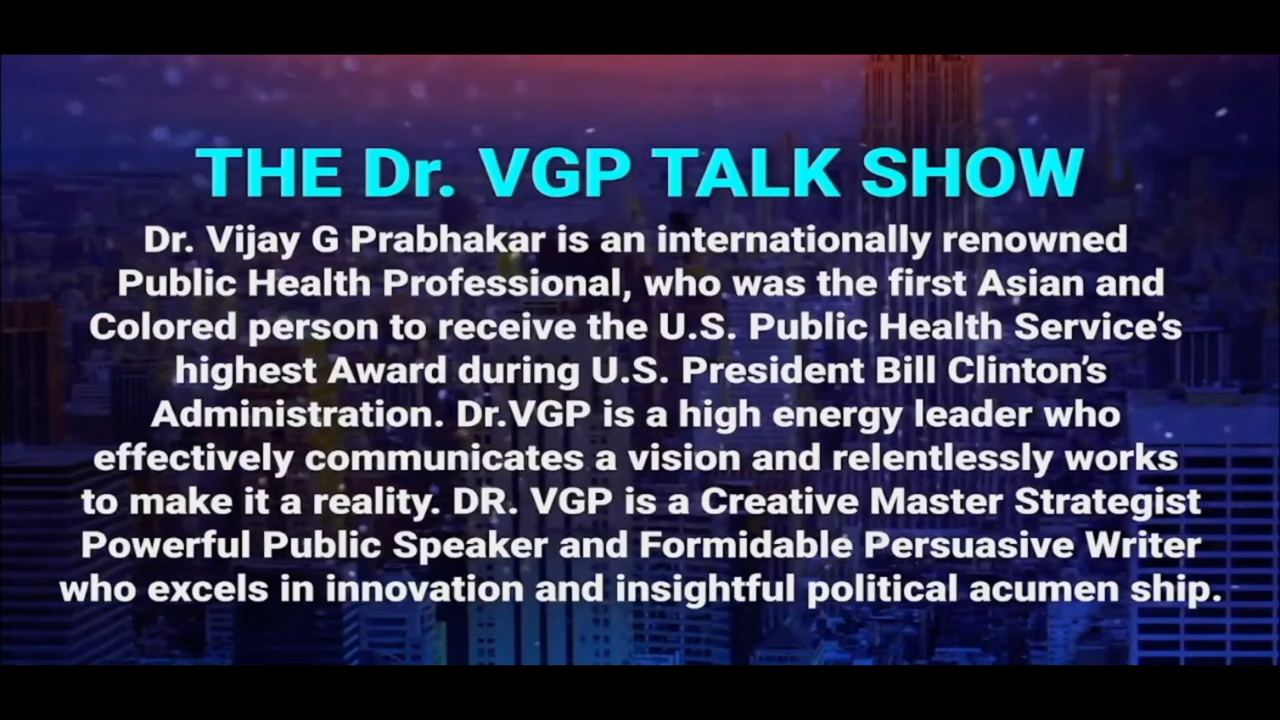 THE Dr. VGP TALK SHOW
Dr. Vijay G Prabhakar is an internationally renowned
Public Health Professional, who was the first Asian and
Colored person to receive the U.S. Public Health Service’s
highest Award during U.S. President Bill Clinton’s
Administration. Dr.VGP is a high energy leader who
effectively communicates a vision and relentlessly works
to make it a reality. DR. VGP is a Creative Master Strategist
Powerful Public Speaker and Formidable Persuasive Writer
who excels in innovation and insightful political acumen ship.